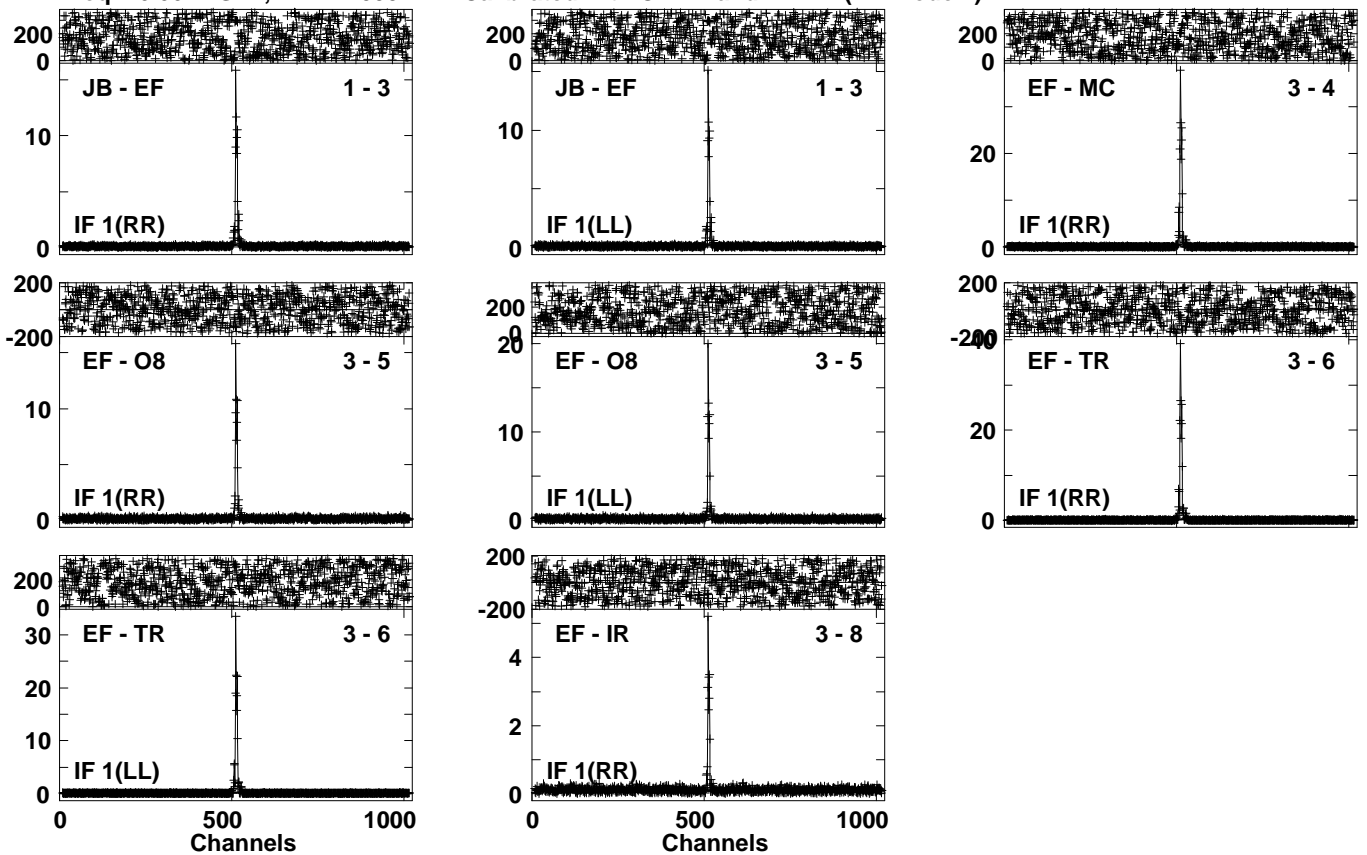 200 200 200
0 0 0
JB - EF 1 - 3 JB - EF 1 - 3 EF - MC 3 - 4
10 10 20
IF 1(RR) IF 1(LL) IF 1(RR)
0 0 0
200 200 200
-200 0 -200
20 40
EF - O8 3 - 5 EF - O8 3 - 5 EF - TR 3 - 6
10 10 20
IF 1(RR) IF 1(LL) IF 1(RR)
0 0 0
200 200
0 -200
30
EF - TR 3 - 6 EF - IR 3 - 8
4
20
2
10
IF 1(LL) IF 1(RR)
0 0
0 500 1000 0 500 1000
Channels Channels